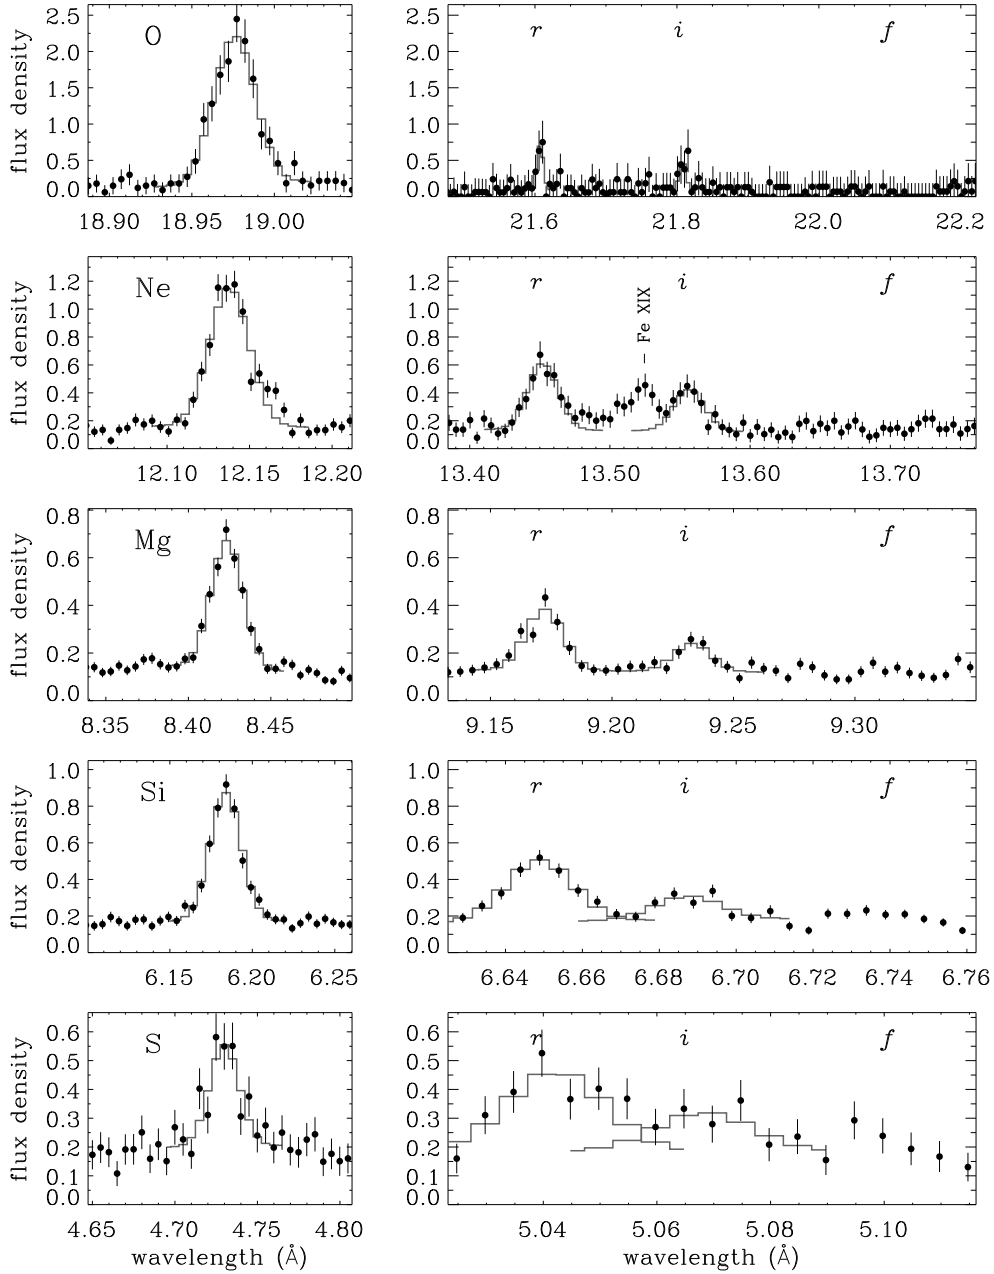 O
r i f
flux density
2.5
2.0
1.5
1.0
0.5
0.0
18.90 18.95 19.00
2.5
2.0
1.5
1.0
0.5
0.0
21.6 21.8 22.0 22.2
Ne
r i f
Fe XIX
flux density
1.2
1.0
0.8
0.6
0.4
0.2
0.0
12.10 12.15 12.20
1.2
1.0
0.8
0.6
0.4
0.2
0.0
13.40 13.50 13.60 13.70
Mg
r i f
flux density
0.8
0.6
0.4
0.2
0.0
8.35 8.40 8.45
0.8
0.6
0.4
0.2
0.0
9.15 9.20 9.25 9.30
Si
r i f
flux density
1.0
0.8
0.6
0.4
0.2
0.0
6.15 6.20 6.25
1.0
0.8
0.6
0.4
0.2
0.0
6.64 6.66 6.68 6.70 6.72 6.74 6.76
S
r i f
flux density
0.6
0.5
0.4
0.3
0.2
0.1
0.0
4.65 4.70 4.75 4.80
wavelength (Å)
0.6
0.5
0.4
0.3
0.2
0.1
0.0
5.04 5.06 5.08 5.10
wavelength (Å)